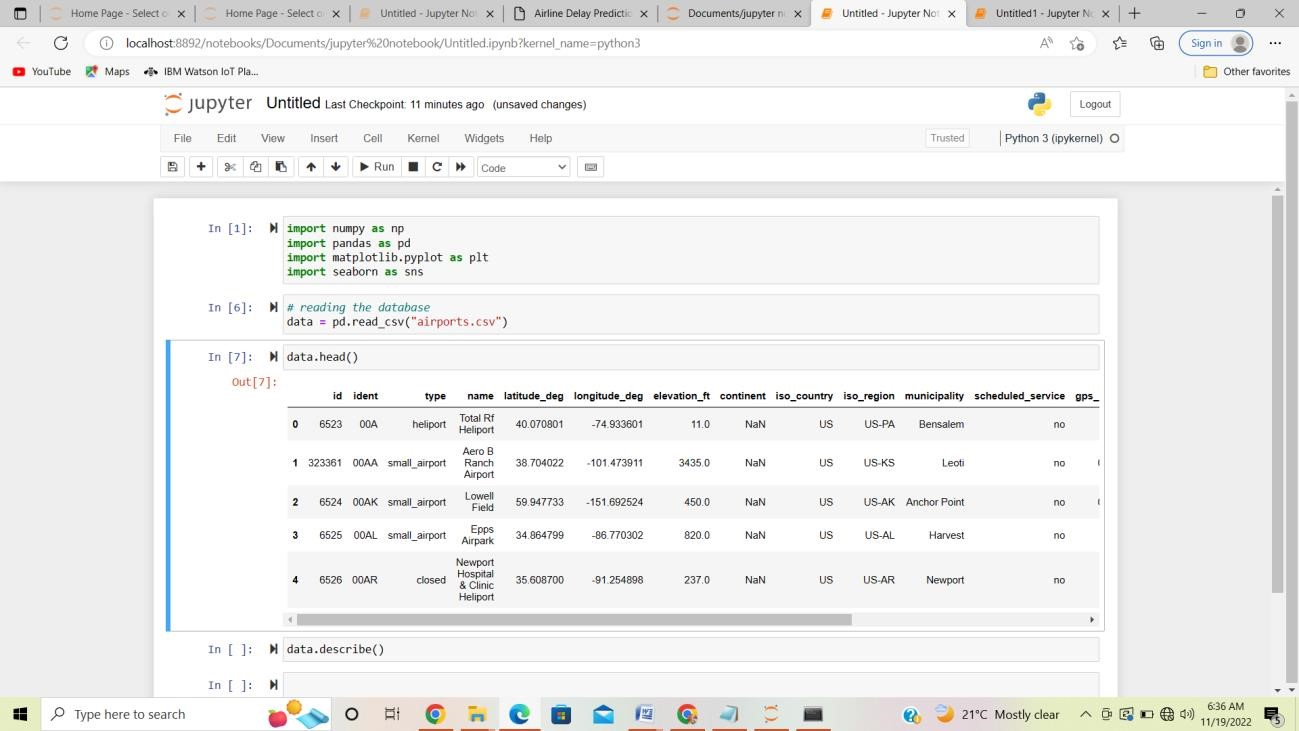 Home Page - Select o
Home Page - Select o
Untitled - Jupyter Not
Airline Delay Predictio
Documents/jupyter n
Untitled - Jupyter Not
Untitled1 - Jupyter N
localhost:8892/notebooks/Documents/jupyter%20notebook/Untitled.ipynb?kernel_name=python3
Sign in
YouTube Maps IBM Watson IoT Pla... Other favorites
jupyter Untitled Last Checkpoint: 11 minutes ago (unsaved changes) Logout
File Edit View Insert Cell Kernel Widgets Help Trusted Python 3 (ipykernel)
Run Code
In [1]: import numpy as np
import pandas as pd
import matplotlib.pyplot as plt
import seaborn as sns
In [6]: # reading the database
data = pd.read_csv("airports.csv")
In [7]: data.head()
Out[7]:
id ident type name latitude_deg longitude_deg elevation_ft continent iso_country iso_region municipality scheduled_service gps_
0 6523 00A heliport Total Rf Heliport 40.070801 -74.933601 11.0 NaN US US-PA Bensalem no
1 323361 00AA small_airport Aero B Ranch Airport 38.704022 -101.473911 3435.0 NaN US US-KS Leoti no
2 6524 00AK small_airport Lowell Field 59.947733 -151.692524 450.0 NaN US US-AK Anchor Point no
3 6525 00AL small_airport Epps Airpark 34.864799 -86.770302 820.0 NaN US US-AL Harvest no
4 6526 00AR closed Newport Hospital & Clinic Heliport 35.608700 -91.254898 237.0 NaN US US-AR Newport no
In [ ]: data.describe()
In [ ]:
Type here to search
21°C Mostly clear
6:36 AM
11/19/2022
5